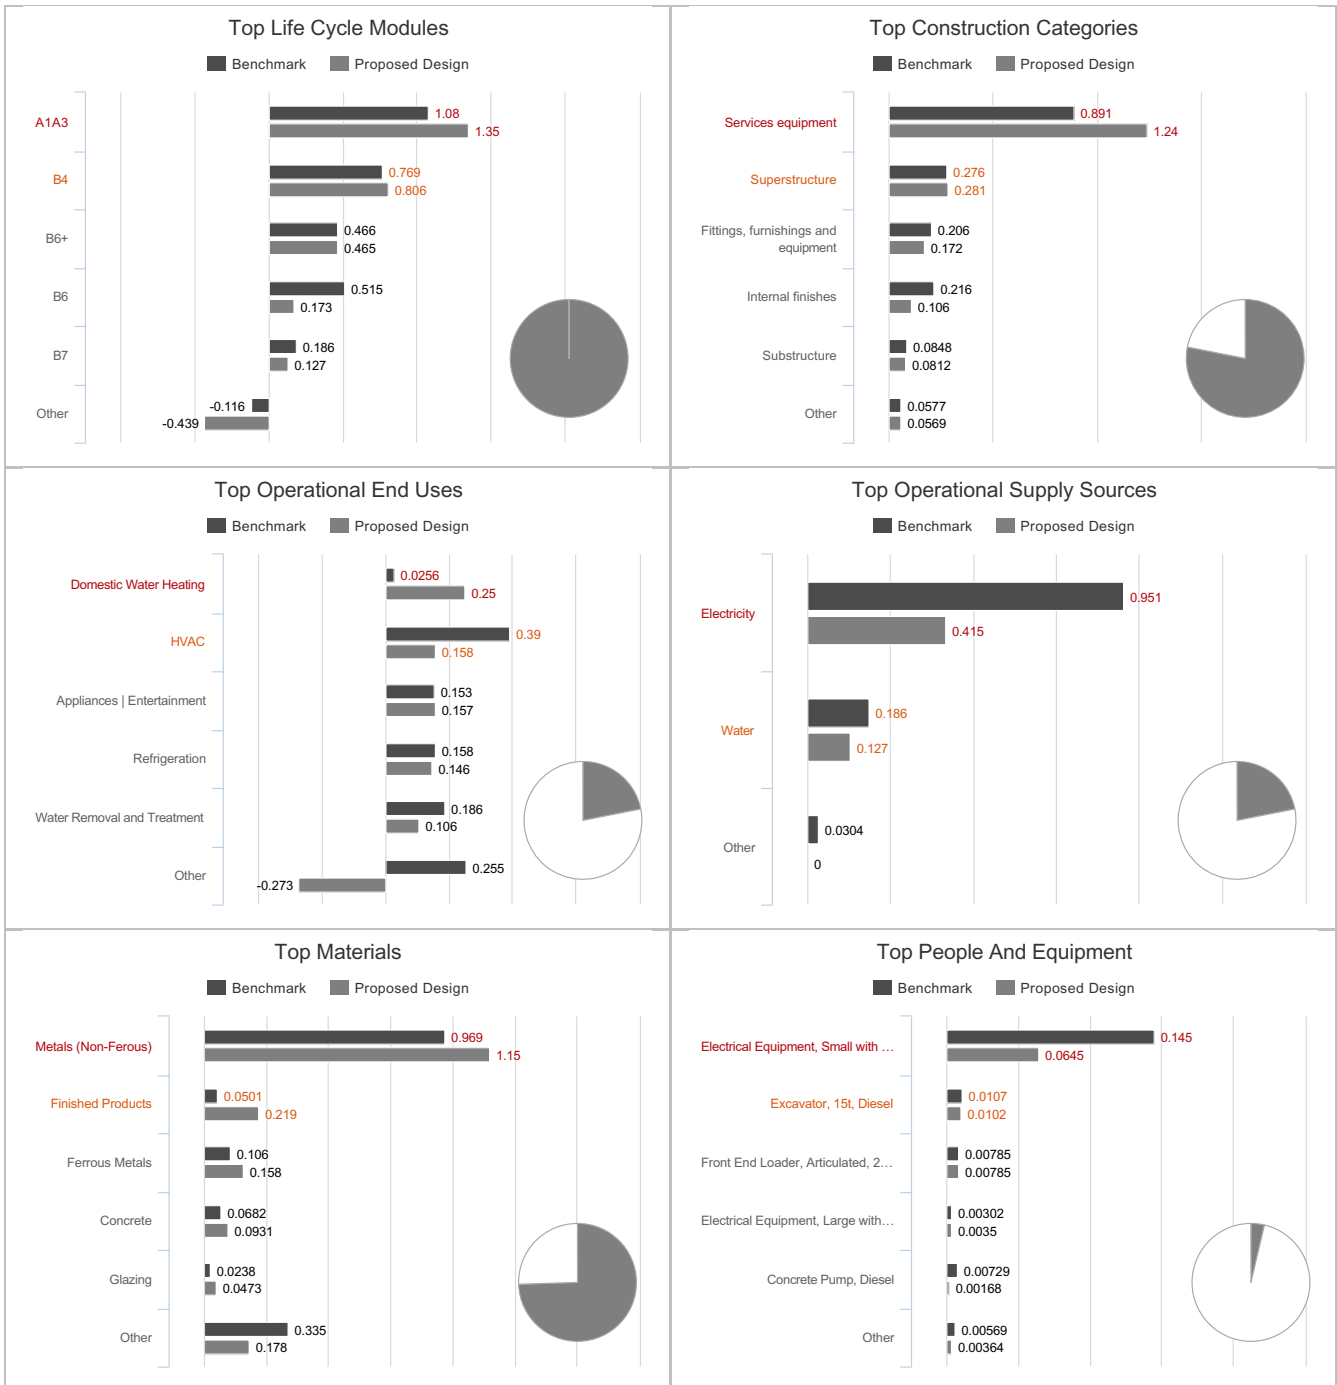 Top Life Cycle Modules
Benchmark
Proposed Design
A1A3
1.08
1.35
B4
0.769
0.806
B6+
0.466
0.465
B6
0.515
0.173
B7
0.186
0.127
Other
-0.116
-0.439
Top Construction Categories
Benchmark
Proposed Design
Services equipment
0.891
1.24
Superstructure
0.276
0.281
Fittings, furnishings and
equipment
0.206
0.172
Internal finishes
0.216
0.106
Substructure
0.0848
0.0812
Other
0.0577
0.0569
Top Operational End Uses
Benchmark
Proposed Design
Domestic Water Heating
0.0256
0.25
HVAC
0.39
0.158
Appliances | Entertainment
0.153
0.157
Refrigeration
0.158
0.146
Water Removal and Treatment
0.186
0.106
Other
0.255
-0.273
Top Operational Supply Sources
Benchmark
Proposed Design
Electricity
0.951
0.415
Water
0.186
0.127
Other
0.0304
0
Top Materials
Benchmark
Proposed Design
Metals (Non-Ferous)
0.969
1.15
Finished Products
0.0501
0.219
Ferrous Metals
0.106
0.158
Concrete
0.0682
0.0931
Glazing
0.0238
0.0473
Other
0.335
0.178
Top People And Equipment
Benchmark
Proposed Design
Electrical Equipment, Small with …
0.145
0.0645
Excavator, 15t, Diesel
0.0107
0.0102
Front End Loader, Articulated, 2…
0.00785
0.00785
Electrical Equipment, Large with…
0.00302
0.0035
Concrete Pump, Diesel
0.00729
0.00168
Other
0.00569
0.00364